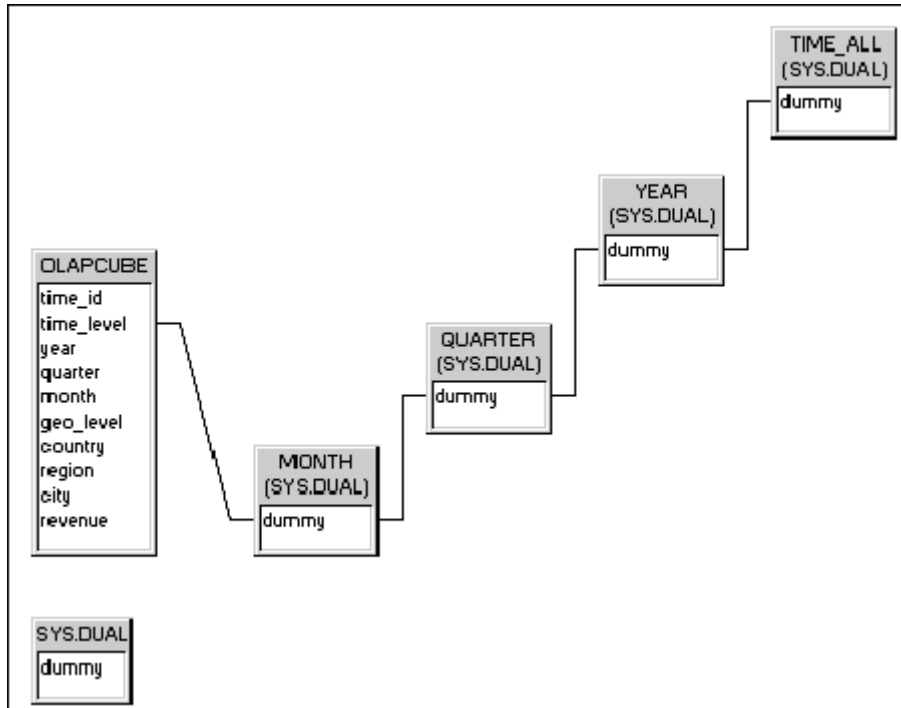 TIME_ALL
(SYS.DUAL)
dummy
YEAR
(SYS.DUAL)
dummy
OLAPCUBE
time_id
time_level
year
quarter
month
geo_level
country
region
city
revenue
QUARTER
(SYS.DUAL)
dummy
MONTH
(SYS.DUAL)
dummy
SYS.DUAL
dummy